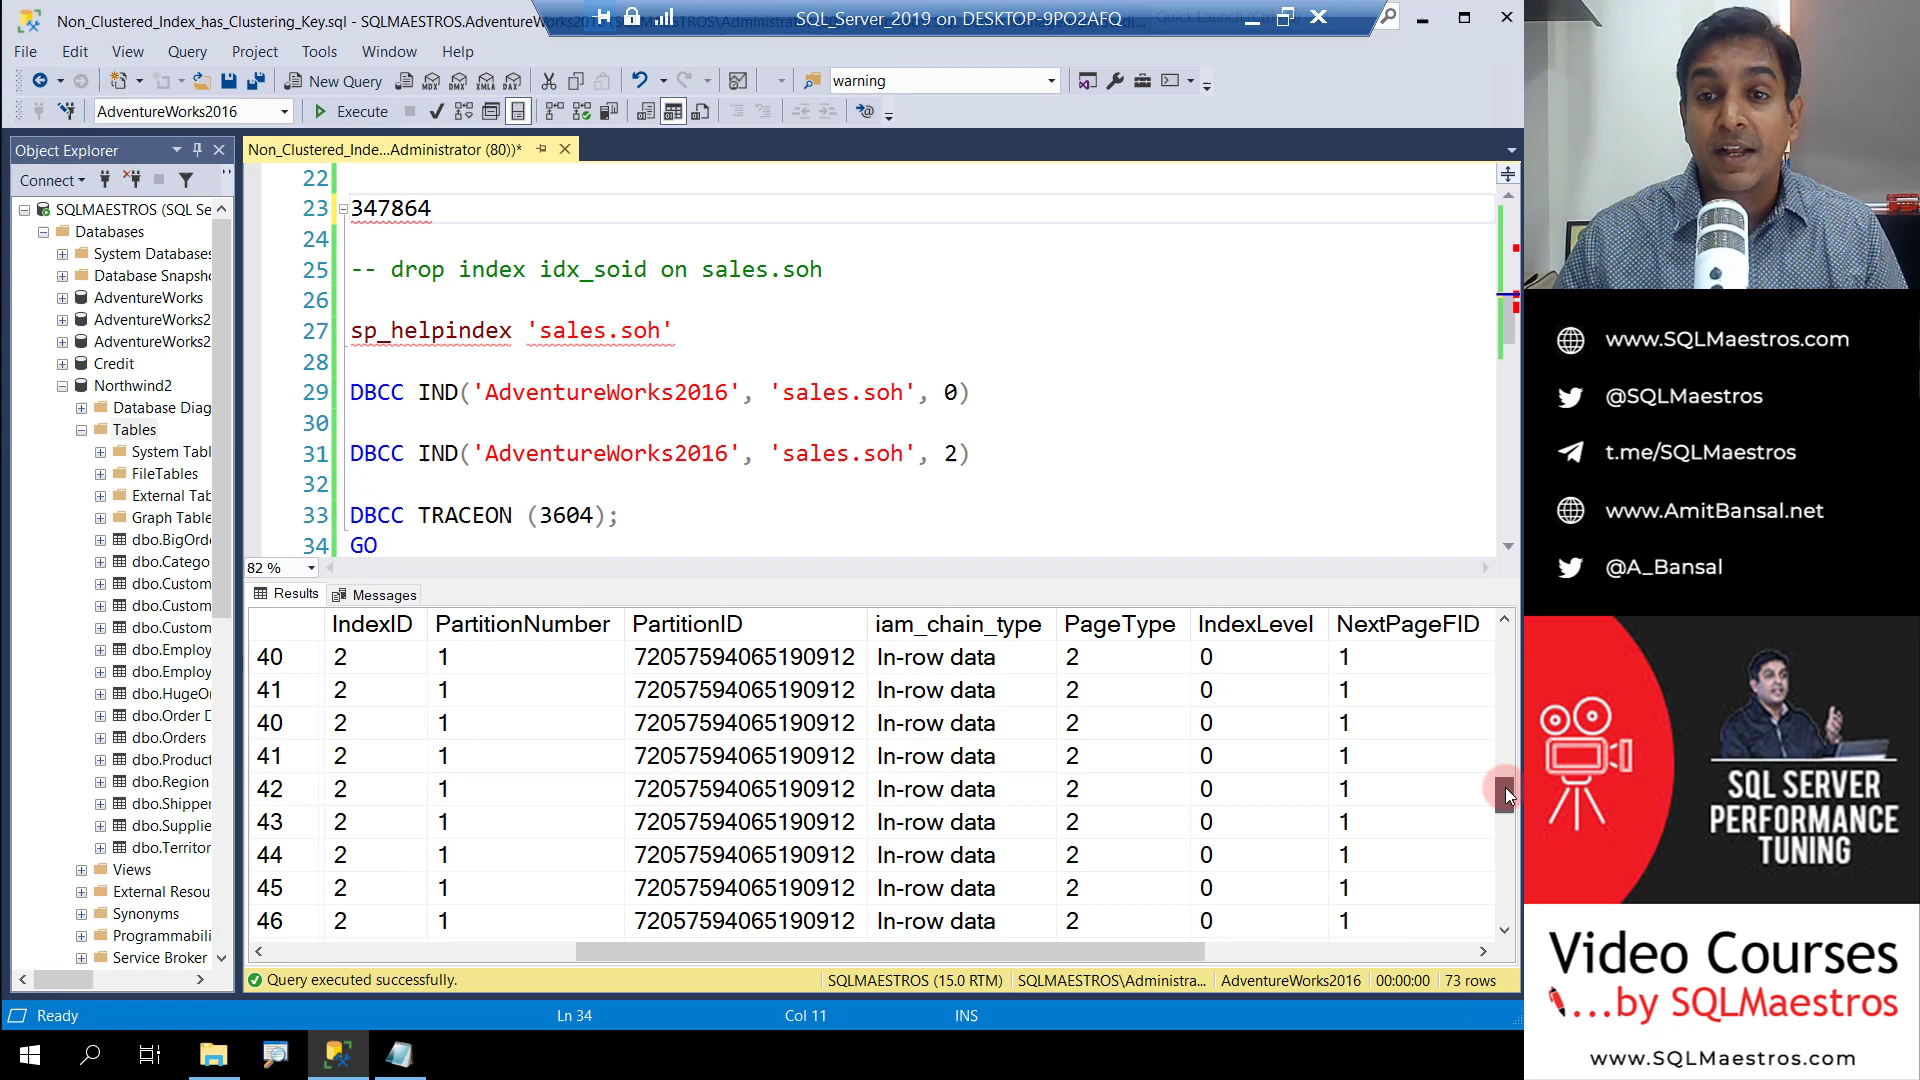 Non_Clustered_Index_has_Clustering_Key.sql - SQLMAESTROS.AdventureWorks20
SQL_Server_2019 on DESKTOP-9PO2AFQ
File Edit View Query Project Tools Window Help
New Query
MDX DMX XMLA DAX
warning
AdventureWorks2016
Execute
Object Explorer
Non_Clustered_Inde...Administrator (80))*
Connect
SQLMAESTROS (SQL Se
Databases
System Databases
Database Snapsh
AdventureWorks
AdventureWorks2
AdventureWorks2
Credit
Northwind2
Database Diag
Tables
System Tabl
FileTables
External Tab
Graph Table
dbo.BigOrd
dbo.Catego
dbo.Custom
dbo.Custom
dbo.Custom
dbo.Employ
dbo.Employ
dbo.HugeOr
dbo.Order D
dbo.Orders
dbo.Product
dbo.Region
dbo.Shipper
dbo.Supplie
dbo.Territor
Views
External Resou
Synonyms
Programmabili
Service Broker
22
23 347864
24
25 -- drop index idx_soid on sales.soh
26
27 sp_helpindex 'sales.soh'
28
29 DBCC IND('AdventureWorks2016', 'sales.soh', 0)
30
31 DBCC IND('AdventureWorks2016', 'sales.soh', 2)
32
33 DBCC TRACEON (3604);
34 GO
82 %
Results Messages
IndexID PartitionNumber PartitionID iam_chain_type PageType IndexLevel NextPageFID
40 2 1 72057594065190912 In-row data 2 0 1
41 2 1 72057594065190912 In-row data 2 0 1
40 2 1 72057594065190912 In-row data 2 0 1
41 2 1 72057594065190912 In-row data 2 0 1
42 2 1 72057594065190912 In-row data 2 0 1
43 2 1 72057594065190912 In-row data 2 0 1
44 2 1 72057594065190912 In-row data 2 0 1
45 2 1 72057594065190912 In-row data 2 0 1
46 2 1 72057594065190912 In-row data 2 0 1
Query executed successfully. SQLMAESTROS (15.0 RTM) SQLMAESTROS\Administra... AdventureWorks2016 00:00:00 73 rows
Ready Ln 34 Col 11 INS
www.SQLMaestros.com
@SQLMaestros
t.me/SQLMaestros
www.AmitBansal.net
@A_Bansal
SQL SERVER
PERFORMANCE
TUNING
Video Courses
...by SQLMaestros
www.SQLMaestros.com